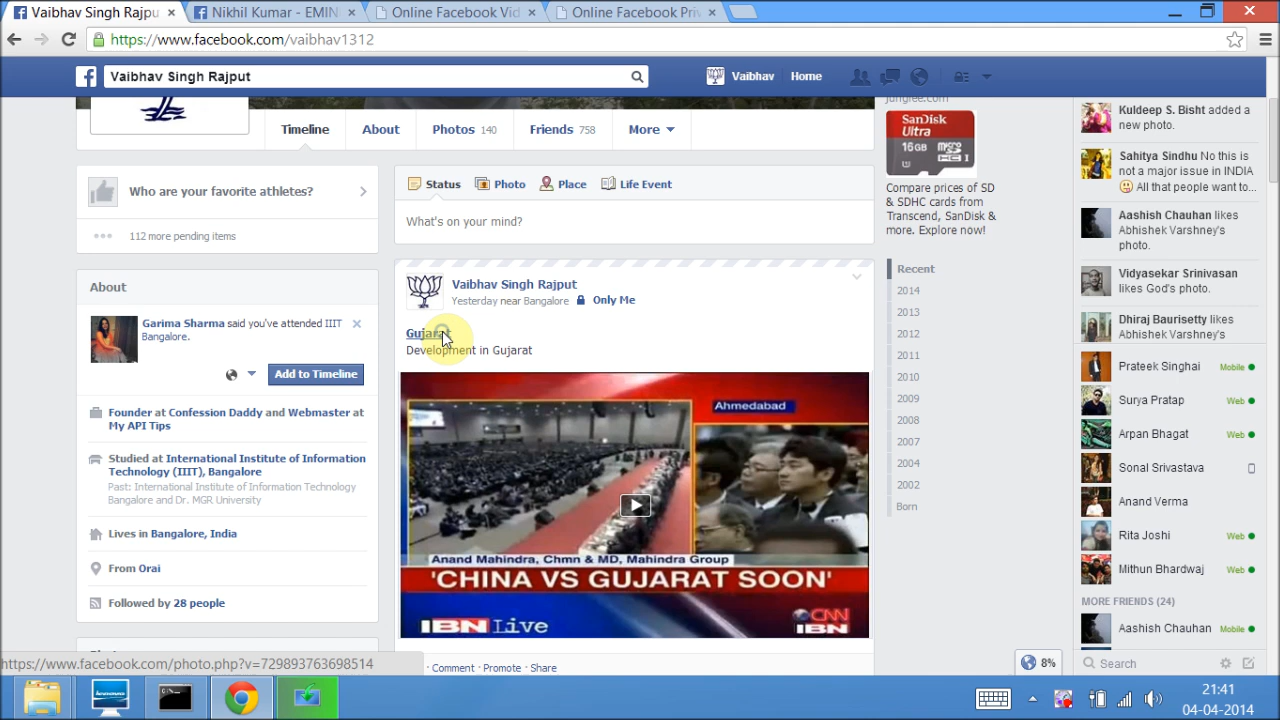 Vaibhav Singh Rajpu
Nikhil Kumar - EMIN
Online Facebook Vid
Online Facebook Priv
https://www.facebook.com/vaibhav1312
Vaibhav Singh Rajput
Vaibhav
Home
Timeline
About
Photos 140
Friends 758
More
Who are your favorite athletes?
112 more pending items
About
Garima Sharma said you've attended IIIT
Bangalore.
Add to Timeline
Founder at Confession Daddy and Webmaster at
My API Tips
Studied at International Institute of Information
Technology (IIIT), Bangalore
Past: International Institute of Information Technology
Bangalore and Dr. MGR University
Lives in Bangalore, India
From Orai
Followed by 28 people
Status
Photo
Place
Life Event
What's on your mind?
Vaibhav Singh Rajput
Yesterday near Bangalore
Only Me
Gujarat
Development in Gujarat
Ahmedabad
Anand Mahindra, Chmn & MD, Mahindra Group
'CHINA VS GUJARAT SOON'
IBN Live
CNN
IBN
· Comment · Promote · Share
junglee.com
SanDisk
Ultra
16GB
micro
HC I
Compare prices of SD
& SDHC cards from
Transcend, SanDisk &
more. Explore now!
Recent
2014
2013
2012
2011
2010
2009
2008
2007
2004
2002
Born
Kuldeep S. Bisht added a
new photo.
Sahitya Sindhu No this is
not a major issue in INDIA
All that people want to...
Aashish Chauhan likes
Abhishek Varshney's
photo.
Vidyasekar Srinivasan
likes God's photo.
Dhiraj Baurisetty likes
Abhishek Varshney's
Prateek Singhai Mobile
Surya Pratap Web
Arpan Bhagat Web
Sonal Srivastava
Anand Verma
Rita Joshi Web
Mithun Bhardwaj Web
MORE FRIENDS (24)
Aashish Chauhan Mobile
8%
Search
https://www.facebook.com/photo.php?v=729893763698514
lenovo
21:41
04-04-2014